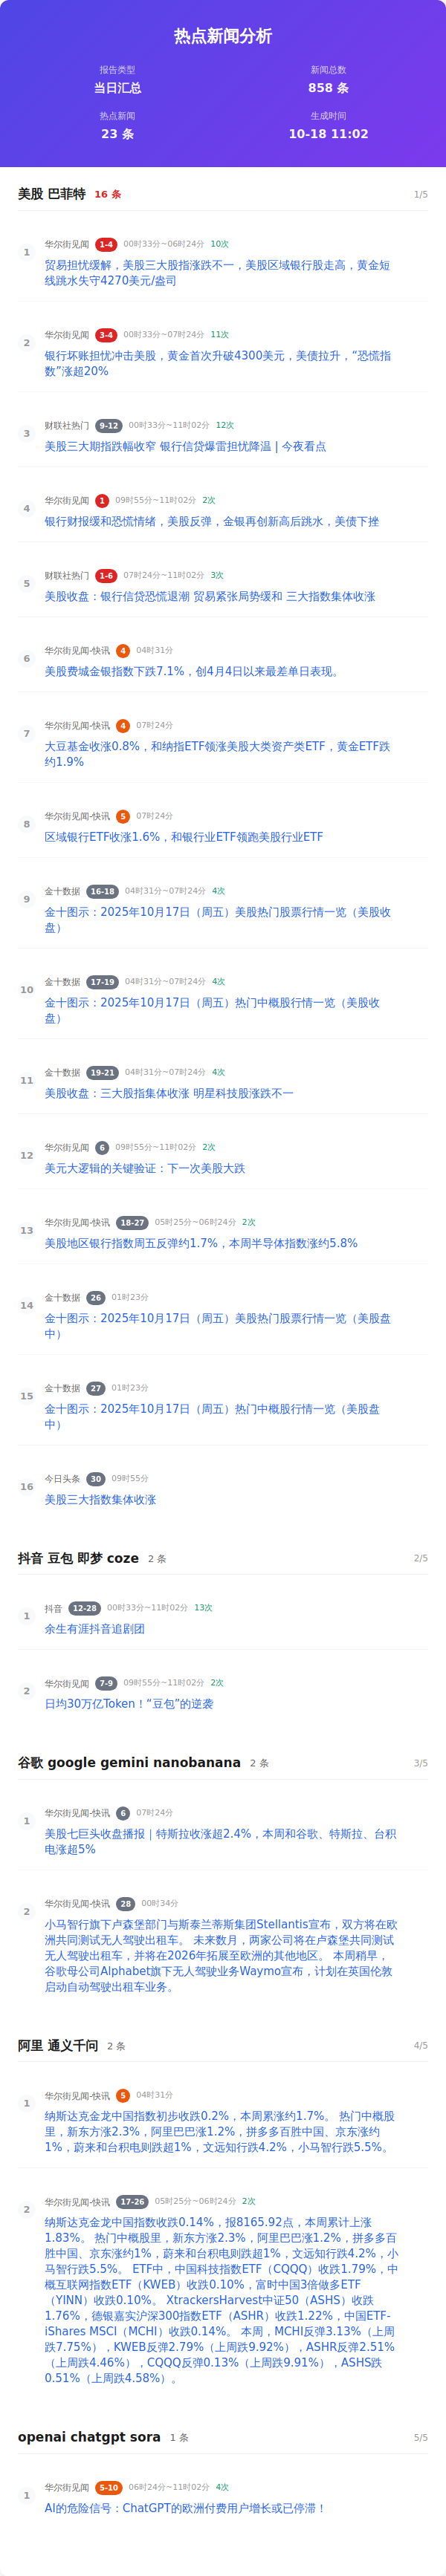 热点新闻分析
报告类型
新闻总数
当日汇总
858 条
热点新闻
生成时间
23 条
10-18 11:02
美股 巴菲特 16 条 1/5
1
华尔街见闻 1-4 00时33分~06时24分 10次
贸易担忧缓解，美股三大股指涨跌不一，美股区域银行股走高，黄金短
线跳水失守4270美元/盎司
2
华尔街见闻 3-4 00时33分~07时24分 11次
银行坏账担忧冲击美股，黄金首次升破4300美元，美债拉升，“恐慌指
数”涨超20%
3
财联社热门 9-12 00时33分~11时02分 12次
美股三大期指跌幅收窄 银行信贷爆雷担忧降温 | 今夜看点
4
华尔街见闻 1 09时55分~11时02分 2次
银行财报缓和恐慌情绪，美股反弹，金银再创新高后跳水，美债下挫
5
财联社热门 1-6 07时24分~11时02分 3次
美股收盘：银行信贷恐慌退潮 贸易紧张局势缓和 三大指数集体收涨
6
华尔街见闻-快讯 4 04时31分
美股费城金银指数下跌7.1%，创4月4日以来最差单日表现。
7
华尔街见闻-快讯 4 07时24分
大豆基金收涨0.8%，和纳指ETF领涨美股大类资产类ETF，黄金ETF跌
约1.9%
8
华尔街见闻-快讯 5 07时24分
区域银行ETF收涨1.6%，和银行业ETF领跑美股行业ETF
9
金十数据 16-18 04时31分~07时24分 4次
金十图示：2025年10月17日（周五）美股热门股票行情一览（美股收
盘）
10
金十数据 17-19 04时31分~07时24分 4次
金十图示：2025年10月17日（周五）热门中概股行情一览（美股收
盘）
11
金十数据 19-21 04时31分~07时24分 4次
美股收盘：三大股指集体收涨 明星科技股涨跌不一
12
华尔街见闻 6 09时55分~11时02分 2次
美元大逻辑的关键验证：下一次美股大跌
13
华尔街见闻-快讯 18-27 05时25分~06时24分 2次
美股地区银行指数周五反弹约1.7%，本周半导体指数涨约5.8%
14
金十数据 26 01时23分
金十图示：2025年10月17日（周五）美股热门股票行情一览（美股盘
中）
15
金十数据 27 01时23分
金十图示：2025年10月17日（周五）热门中概股行情一览（美股盘
中）
16
今日头条 30 09时55分
美股三大指数集体收涨
抖音 豆包 即梦 coze 2 条 2/5
1
抖音 12-28 00时33分~11时02分 13次
余生有涯抖音追剧团
2
华尔街见闻 7-9 09时55分~11时02分 2次
日均30万亿Token！“豆包”的逆袭
谷歌 google gemini nanobanana 2 条 3/5
1
华尔街见闻-快讯 6 07时24分
美股七巨头收盘播报｜特斯拉收涨超2.4%，本周和谷歌、特斯拉、台积
电涨超5%
2
华尔街见闻-快讯 28 00时34分
小马智行旗下卢森堡部门与斯泰兰蒂斯集团Stellantis宣布，双方将在欧
洲共同测试无人驾驶出租车。 未来数月，两家公司将在卢森堡共同测试
无人驾驶出租车，并将在2026年拓展至欧洲的其他地区。 本周稍早，
谷歌母公司Alphabet旗下无人驾驶业务Waymo宣布，计划在英国伦敦
启动自动驾驶出租车业务。
阿里 通义千问 2 条 4/5
1
华尔街见闻-快讯 5 04时31分
纳斯达克金龙中国指数初步收跌0.2%，本周累涨约1.7%。 热门中概股
里，新东方涨2.3%，阿里巴巴涨1.2%，拼多多百胜中国、京东涨约
1%，蔚来和台积电则跌超1%，文远知行跌4.2%，小马智行跌5.5%。
2
华尔街见闻-快讯 17-26 05时25分~06时24分 2次
纳斯达克金龙中国指数收跌0.14%，报8165.92点，本周累计上涨
1.83%。 热门中概股里，新东方涨2.3%，阿里巴巴涨1.2%，拼多多百
胜中国、京东涨约1%，蔚来和台积电则跌超1%，文远知行跌4.2%，小
马智行跌5.5%。 ETF中，中国科技指数ETF（CQQQ）收跌1.79%，中
概互联网指数ETF（KWEB）收跌0.10%，富时中国3倍做多ETF
（YINN）收跌0.10%。 XtrackersHarvest中证50（ASHS）收跌
1.76%，德银嘉实沪深300指数ETF（ASHR）收跌1.22%，中国ETF-
iShares MSCI（MCHI）收跌0.14%。 本周，MCHI反弹3.13%（上周
跌7.75%），KWEB反弹2.79%（上周跌9.92%），ASHR反弹2.51%
（上周跌4.46%），CQQQ反弹0.13%（上周跌9.91%），ASHS跌
0.51%（上周跌4.58%）。
openai chatgpt sora 1 条 5/5
1
华尔街见闻 5-10 06时24分~11时02分 4次
AI的危险信号：ChatGPT的欧洲付费用户增长或已停滞！